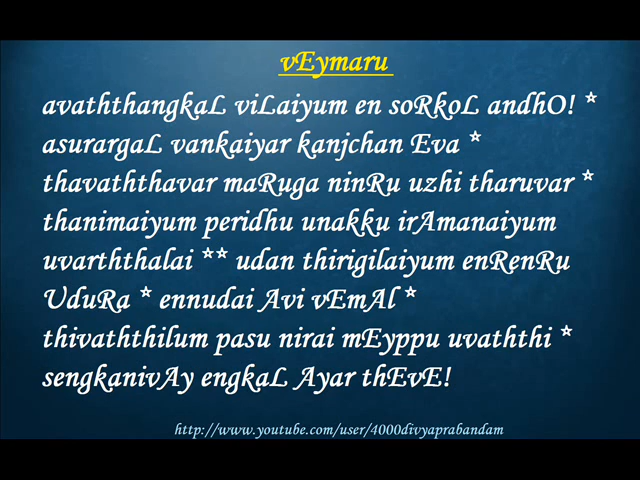 vEymaru
avaththangkaL viLaiyum en soRkoL andhO! *
asurargaL vankaiyar kanjchan Eva *
thavaththavar maRuga ninRu uzhi tharuvar *
thanimaiyum peridhu unakku irAmanaiyum
uvarththalai ** udan thirigilaiyum enRenRu
UduRa * ennudai Avi vEmAl *
thivaththilum pasu nirai mEyppu uvaththi *
sengkanivAy engkaL Ayar thEvE!
http://www.youtube.com/user/4000divyaprabandam